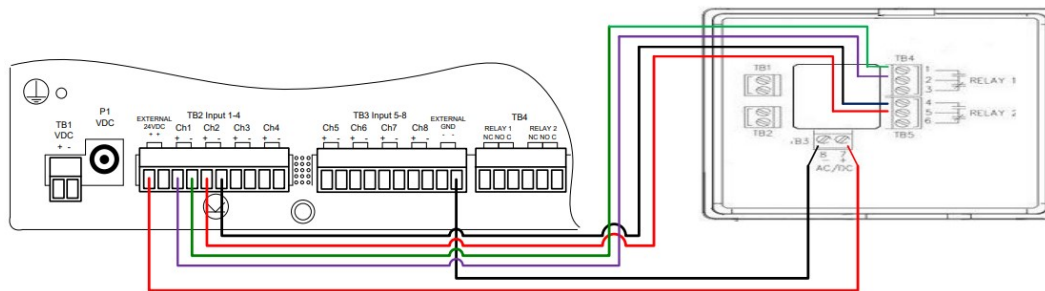 TB1
VDC
+ -
P1
VDC
TB2 Input 1-4
EXTERNAL
24VDC
+ +
Ch1
+ -
Ch2
+ -
Ch3
+ -
Ch4
+ -
TB3 Input 5-8
Ch5
+ -
Ch6
+ -
Ch7
+ -
Ch8
+ -
EXTERNAL
GND
- -
TB4
RELAY 1
NC NO C
RELAY 2
NC NO C
TB1
TB2
TB4
1
2
3
RELAY 1
4
5
6
RELAY 2
TB5
TB3
8 7
- +
AC/DC